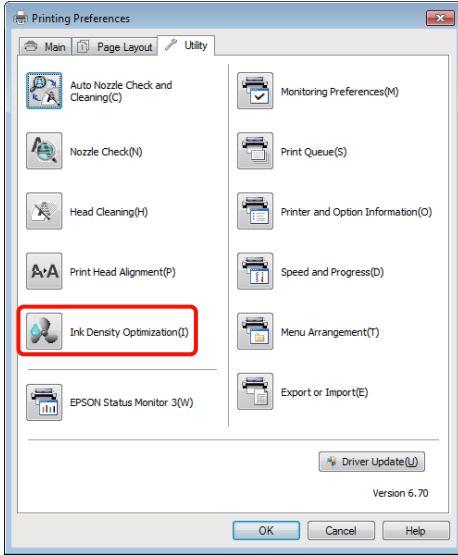 Printing Preferences
Main
Page Layout
Utility
Auto Nozzle Check and
Cleaning(C)
Nozzle Check(N)
Head Cleaning(H)
A A Print Head Alignment(P)
Ink Density Optimization(I)
EPSON Status Monitor 3(W)
Monitoring Preferences(M)
Print Queue(S)
Printer and Option Information(O)
Speed and Progress(D)
Menu Arrangement(T)
Export or Import(E)
Driver Update(U)
Version 6.70
OK
Cancel
Help